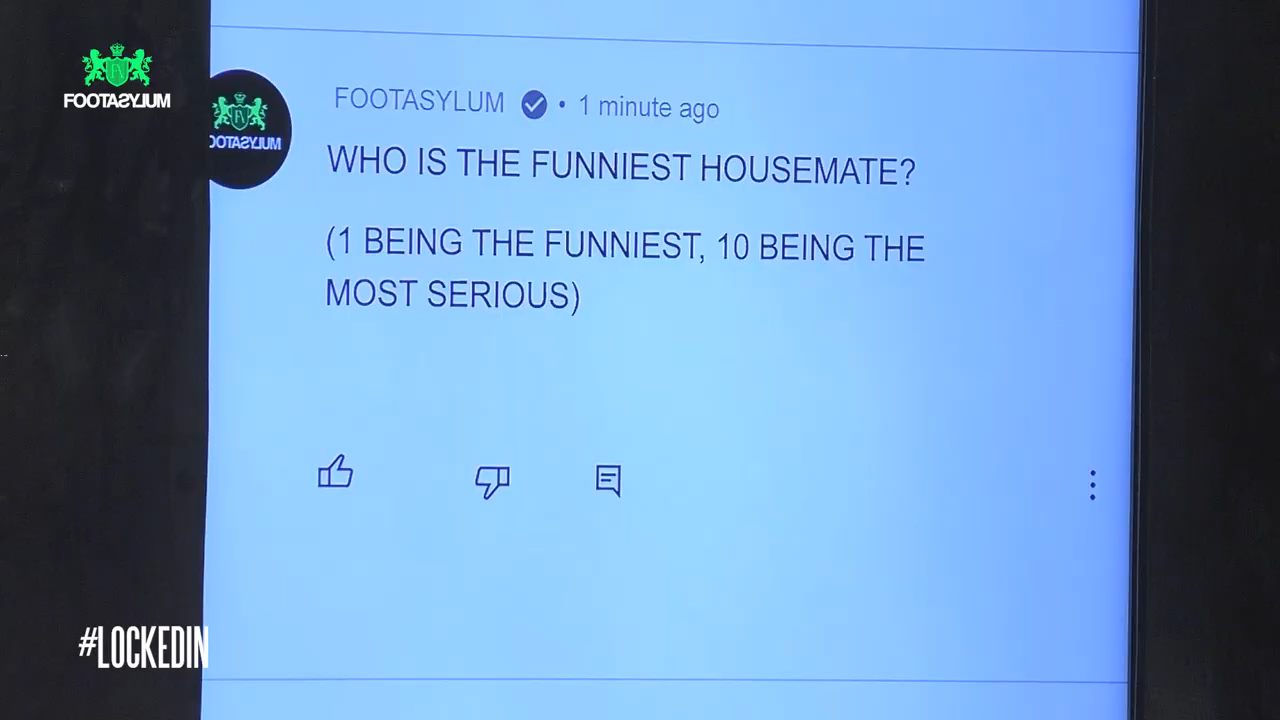 FOOTASYLUM
FOOTASYLUM
FOOTASYLUM • 1 minute ago
WHO IS THE FUNNIEST HOUSEMATE?
(1 BEING THE FUNNIEST, 10 BEING THE
MOST SERIOUS)
#LOCKEDIN